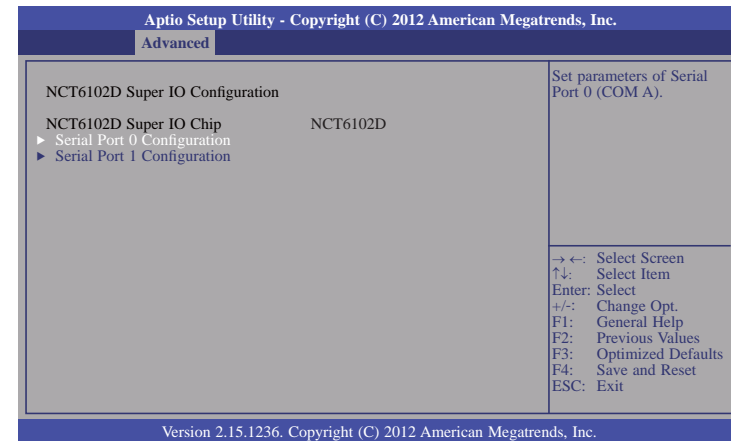 Aptio Setup Utility - Copyright (C) 2012 American Megatrends, Inc.
Advanced
NCT6102D Super IO Configuration
NCT6102D Super IO Chip NCT6102D
▶ Serial Port 0 Configuration
▶ Serial Port 1 Configuration
Set parameters of Serial
Port 0 (COM A).
→←: Select Screen
↑↓: Select Item
Enter: Select
+/-: Change Opt.
F1: General Help
F2: Previous Values
F3: Optimized Defaults
F4: Save and Reset
ESC: Exit
Version 2.15.1236. Copyright (C) 2012 American Megatrends, Inc.